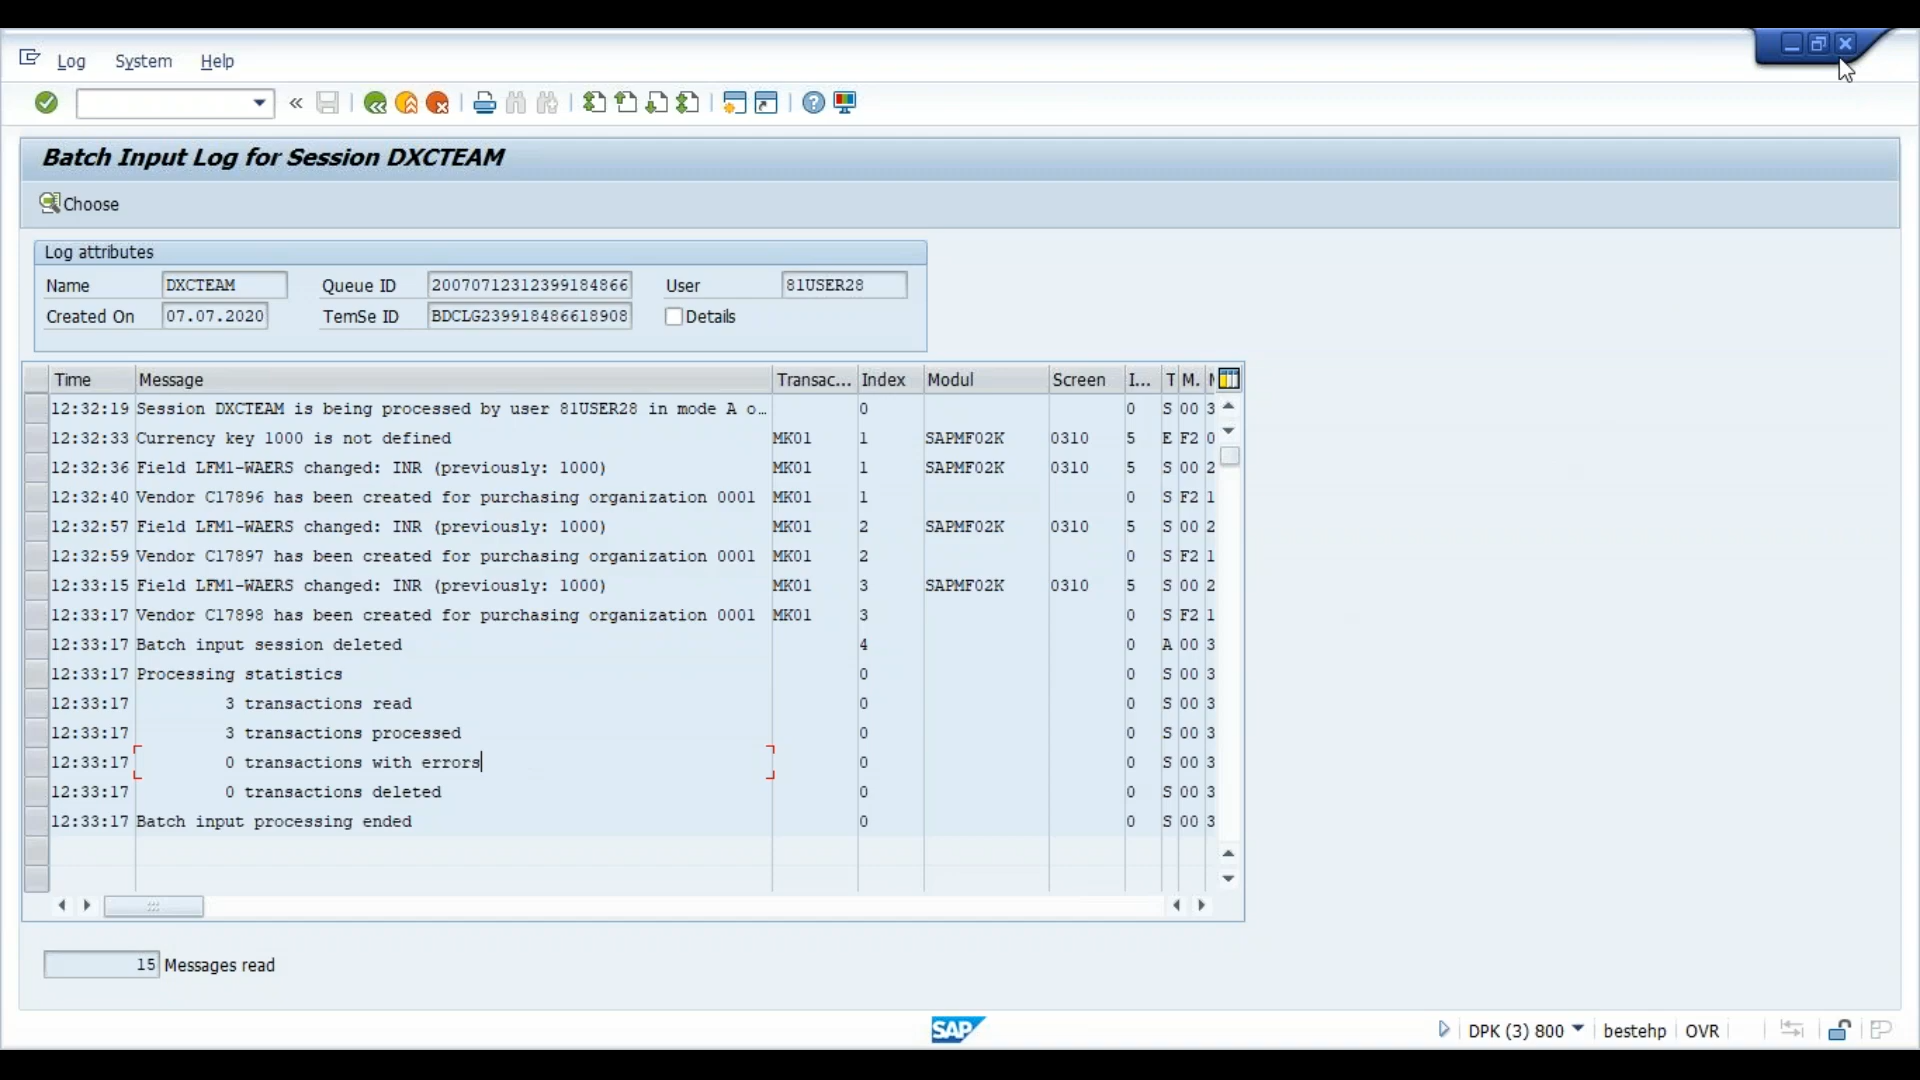 Log System Help
Batch Input Log for Session DXCTEAM
Choose
Log attributes
Name DXCTEAM Queue ID 20070712312399184866 User 81USER28
Created On 07.07.2020 TemSe ID BDCLG239918486618908 Details
Time Message Transac... Index Modul Screen I... T M.
12:32:19 Session DXCTEAM is being processed by user 81USER28 in mode A o... 0 0 S 00 3
12:32:33 Currency key 1000 is not defined MK01 1 SAPMF02K 0310 5 E F2 0
12:32:36 Field LFM1-WAERS changed: INR (previously: 1000) MK01 1 SAPMF02K 0310 5 S 00 2
12:32:40 Vendor C17896 has been created for purchasing organization 0001 MK01 1 0 S F2 1
12:32:57 Field LFM1-WAERS changed: INR (previously: 1000) MK01 2 SAPMF02K 0310 5 S 00 2
12:32:59 Vendor C17897 has been created for purchasing organization 0001 MK01 2 0 S F2 1
12:33:15 Field LFM1-WAERS changed: INR (previously: 1000) MK01 3 SAPMF02K 0310 5 S 00 2
12:33:17 Vendor C17898 has been created for purchasing organization 0001 MK01 3 0 S F2 1
12:33:17 Batch input session deleted 4 0 A 00 3
12:33:17 Processing statistics 0 0 S 00 3
12:33:17 3 transactions read 0 0 S 00 3
12:33:17 3 transactions processed 0 0 S 00 3
12:33:17 0 transactions with errors 0 0 S 00 3
12:33:17 0 transactions deleted 0 0 S 00 3
12:33:17 Batch input processing ended 0 0 S 00 3
15 Messages read
SAP DPK (3) 800 bestehp OVR